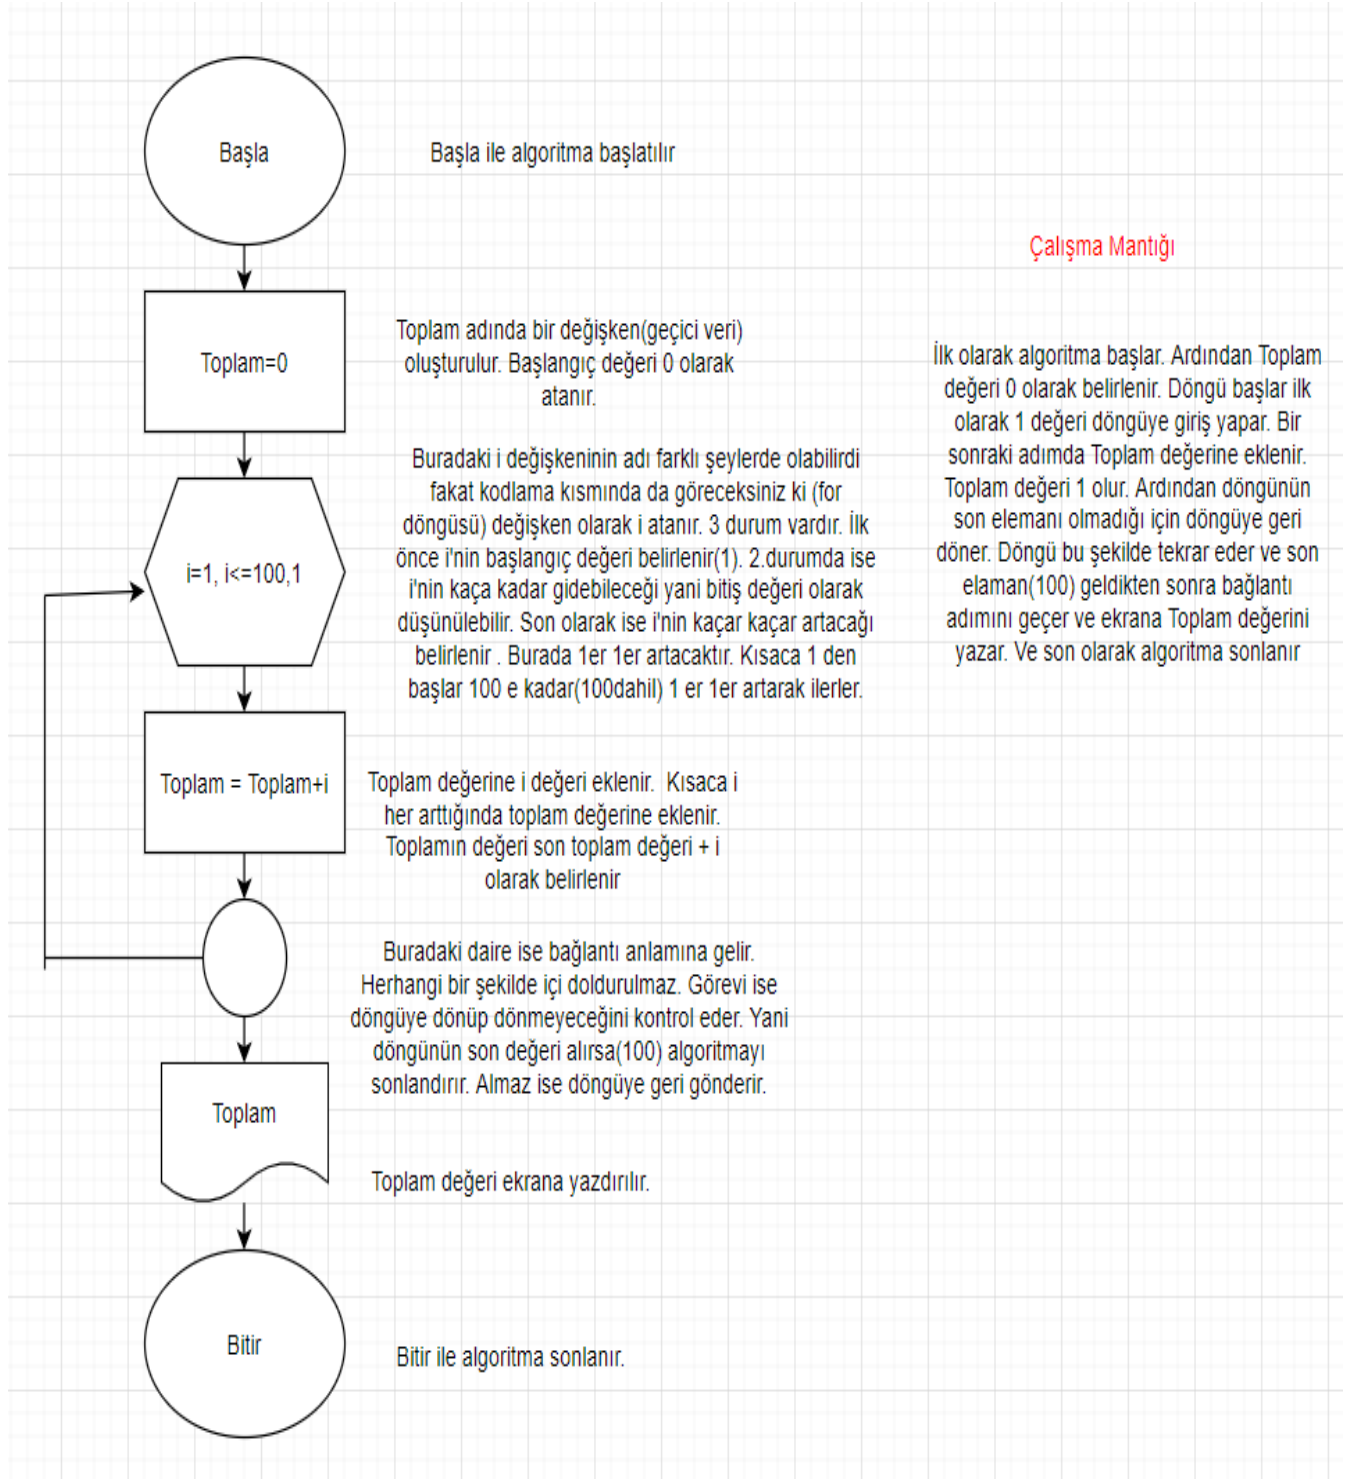 Başla
Başla ile algoritma başlatılır
Toplam=0
Toplam adında bir değişken(geçici veri)
oluşturulur. Başlangıç değeri 0 olarak
atanır.
i=1, i<=100,1
Buradaki i değişkeninin adı farklı şeylerde olabilirdi
fakat kodlama kısmında da göreceksiniz ki (for
döngüsü) değişken olarak i atanır. 3 durum vardır. İlk
önce i'nin başlangıç değeri belirlenir(1). 2.durumda ise
i'nin kaça kadar gidebileceği yani bitiş değeri olarak
düşünülebilir. Son olarak ise i'nin kaçar kaçar artacağı
belirlenir . Burada 1er 1er artacaktır. Kısaca 1 den
başlar 100 e kadar(100dahil) 1 er 1er artarak ilerler.
Toplam = Toplam+i
Toplam değerine i değeri eklenir.  Kısaca i
her arttığında toplam değerine eklenir.
Toplamın değeri son toplam değeri + i
olarak belirlenir
Buradaki daire ise bağlantı anlamına gelir.
Herhangi bir şekilde içi doldurulmaz. Görevi ise
döngüye dönüp dönmeyeceğini kontrol eder. Yani
döngünün son değeri alırsa(100) algoritmayı
sonlandırır. Almaz ise döngüye geri gönderir.
Toplam
Toplam değeri ekrana yazdırılır.
Bitir
Bitir ile algoritma sonlanır.
Çalışma Mantığı
İlk olarak algoritma başlar. Ardından Toplam
değeri 0 olarak belirlenir. Döngü başlar ilk
olarak 1 değeri döngüye giriş yapar. Bir
sonraki adımda Toplam değerine eklenir.
Toplam değeri 1 olur. Ardından döngünün
son elemanı olmadığı için döngüye geri
döner. Döngü bu şekilde tekrar eder ve son
elaman(100) geldikten sonra bağlantı
adımını geçer ve ekrana Toplam değerini
yazar. Ve son olarak algoritma sonlanır